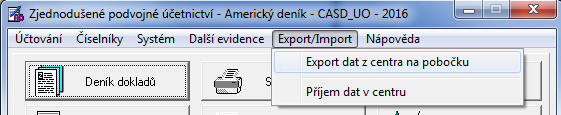 Zjednodušené podvojné účetnictví - Americký deník - CASD_UO - 2016
Účtování Číselníky Systém Další evidence Export/Import Nápověda
Export dat z centra na pobočku
Deník dokladů S
Příjem dat v centru